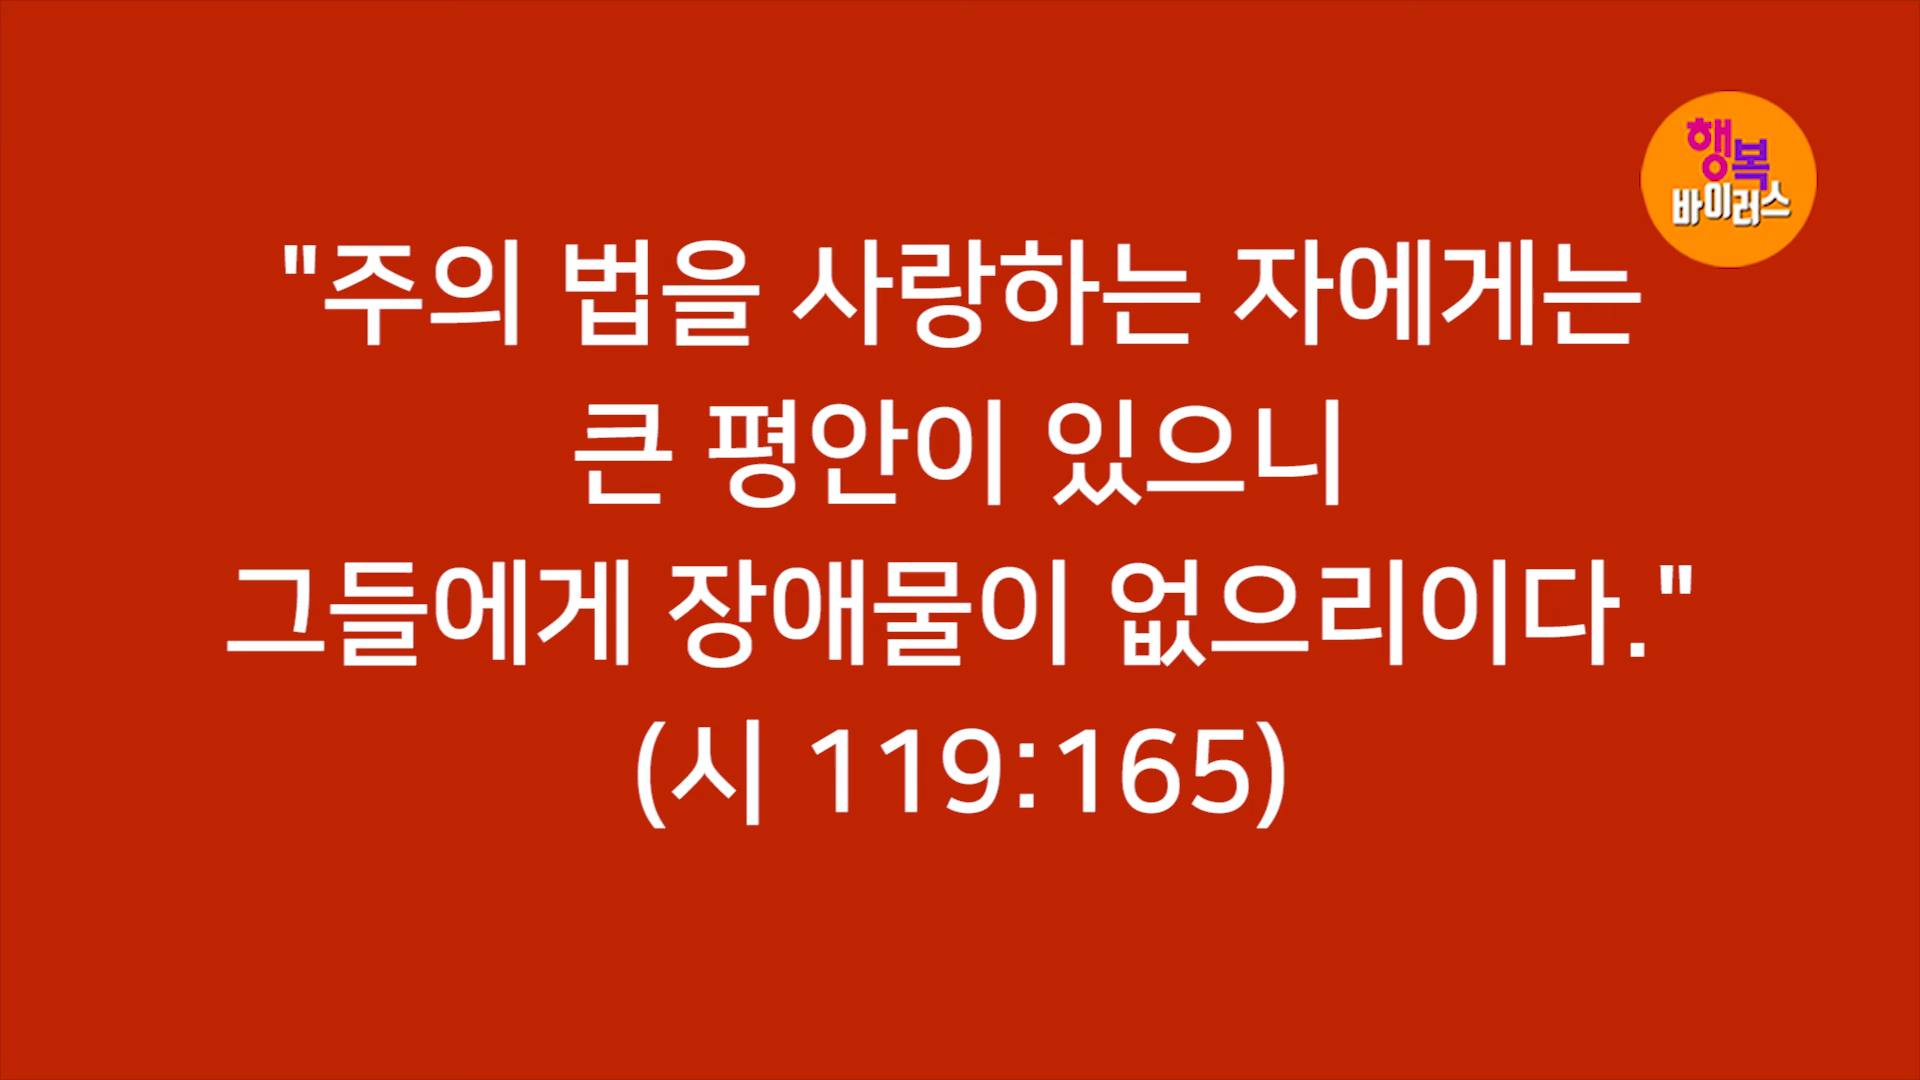 행복
바이러스
"주의 법을 사랑하는 자에게는
큰 평안이 있으니
그들에게 장애물이 없으리이다."
(시 119:165)